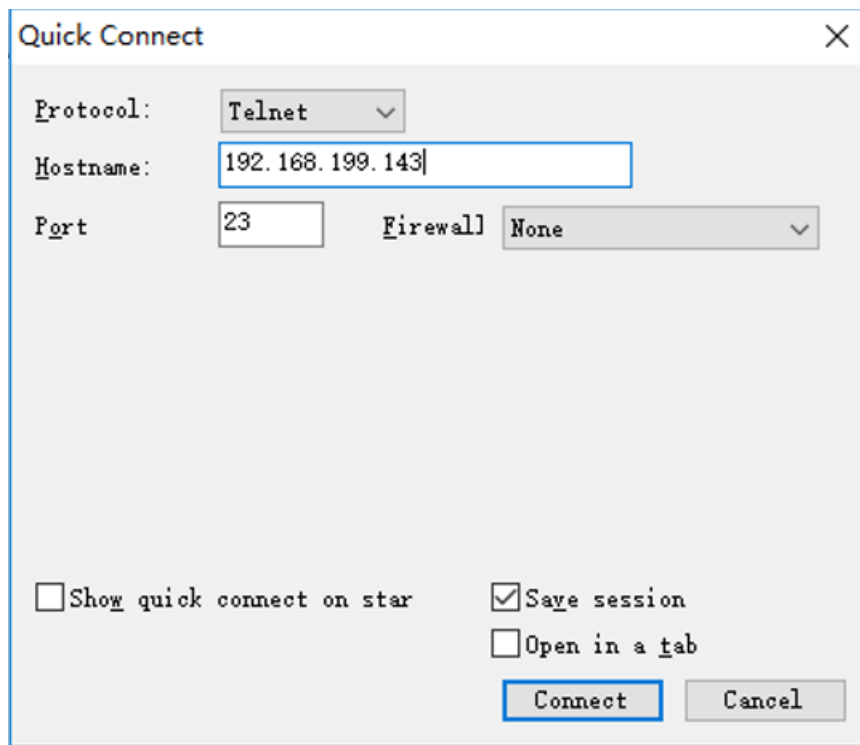 Quick Connect
Protocol: Telnet
Hostname: 192.168.199.143
Port 23 Firewall None
Show quick connect on star Save session
Open in a tab
Connect Cancel